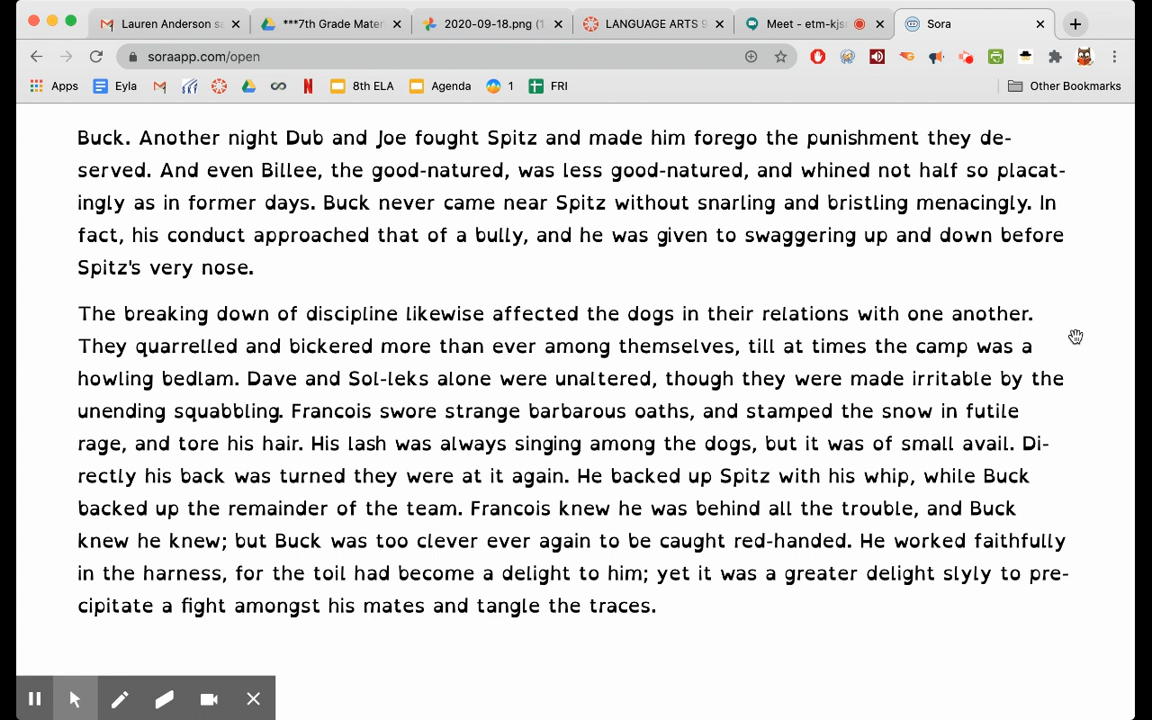 Lauren Anderson sa
***7th Grade Mater
2020-09-18.png (1
LANGUAGE ARTS 9
Meet - etm-kjs
Sora
soraapp.com/open
Apps
Eyla
8th ELA
Agenda
1
FRI
Other Bookmarks
Buck. Another night Dub and Joe fought Spitz and made him forego the punishment they de-
served. And even Billee, the good-natured, was less good-natured, and whined not half so placat-
ingly as in former days. Buck never came near Spitz without snarling and bristling menacingly. In
fact, his conduct approached that of a bully, and he was given to swaggering up and down before
Spitz's very nose.
The breaking down of discipline likewise affected the dogs in their relations with one another.
They quarrelled and bickered more than ever among themselves, till at times the camp was a
howling bedlam. Dave and Sol-leks alone were unaltered, though they were made irritable by the
unending squabbling. Francois swore strange barbarous oaths, and stamped the snow in futile
rage, and tore his hair. His lash was always singing among the dogs, but it was of small avail. Di-
rectly his back was turned they were at it again. He backed up Spitz with his whip, while Buck
backed up the remainder of the team. Francois knew he was behind all the trouble, and Buck
knew he knew; but Buck was too clever ever again to be caught red-handed. He worked faithfully
in the harness, for the toil had become a delight to him; yet it was a greater delight slyly to pre-
cipitate a fight amongst his mates and tangle the traces.